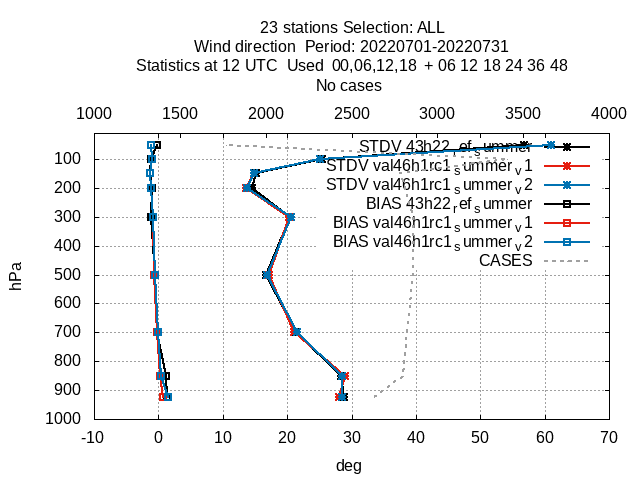 23 stations Selection: ALL
Wind direction  Period: 20220701-20220731
Statistics at 12 UTC  Used  00,06,12,18  + 06 12 18 24 36 48
No cases
1000 1500 2000 2500 3000 3500 4000
STDV 43h22_ref_summer
STDV val46h1rc1_summer_v1
STDV val46h1rc1_summer_v2
BIAS 43h22_ref_summer
BIAS val46h1rc1_summer_v1
BIAS val46h1rc1_summer_v2
CASES
hPa
100
200
300
400
500
600
700
800
900
1000
-10 0 10 20 30 40 50 60 70
deg